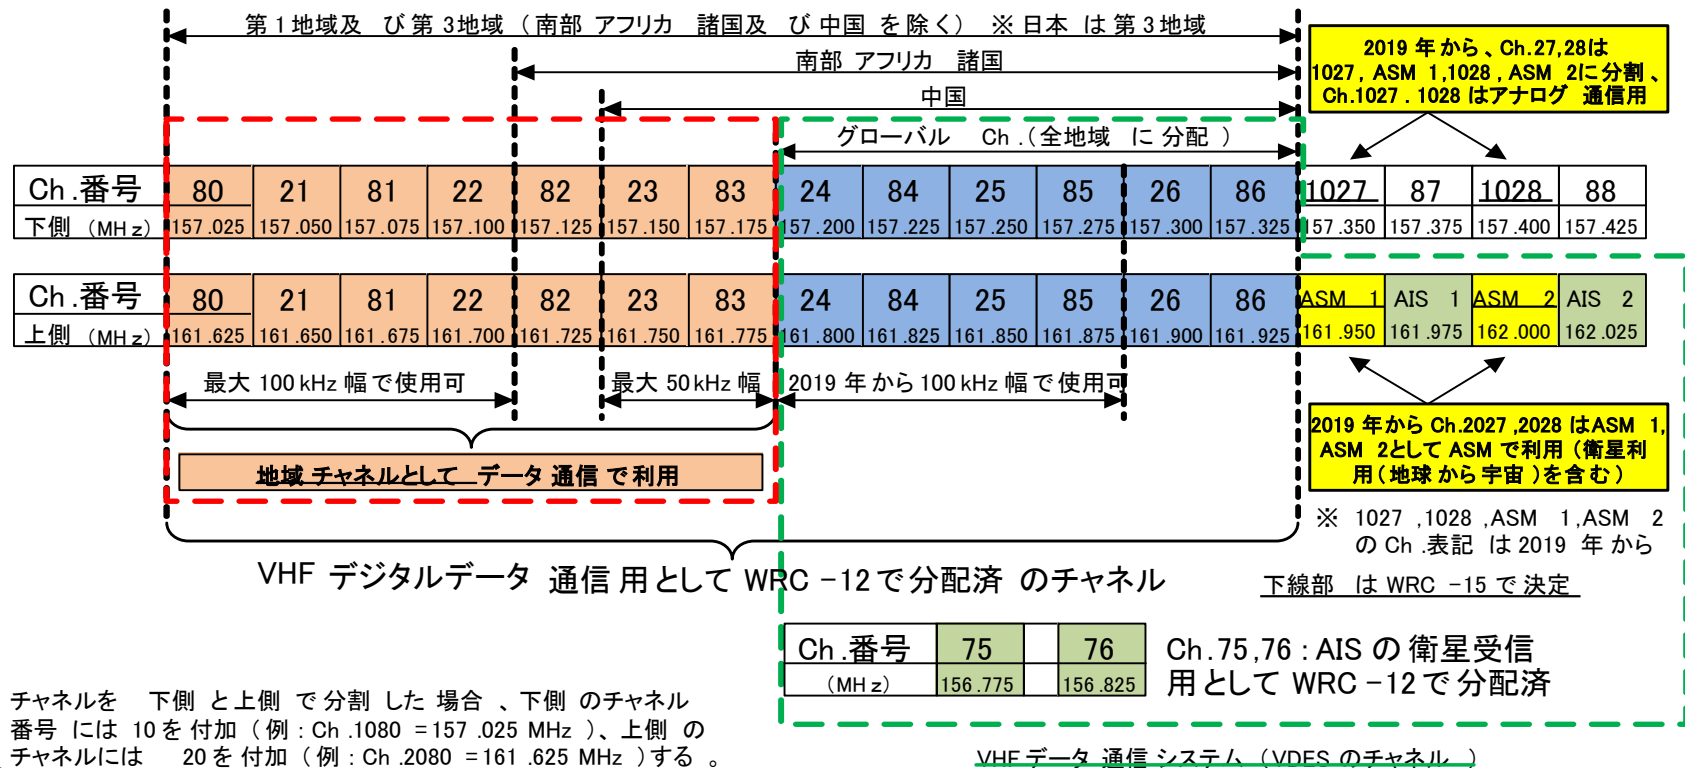 第1地域及び第3地域（南部アフリカ諸国及び中国を除く） ※日本は第3地域
南部アフリカ諸国
中国
グローバル Ch.（全地域に分配）
2019年から、Ch.27,28は
1027, ASM 1,1028, ASM 2に分割、
Ch.1027.1028はアナログ通信用
Ch.番号 80 21 81 22 82 23 83 24 84 25 85 26 86 1027 87 1028 88
下側（MHz） 157.025 157.050 157.075 157.100 157.125 157.150 157.175 157.200 157.225 157.250 157.275 157.300 157.325 157.350 157.375 157.400 157.425
Ch.番号 80 21 81 22 82 23 83 24 84 25 85 26 86 ASM 1 AIS 1 ASM 2 AIS 2
上側（MHz） 161.625 161.650 161.675 161.700 161.725 161.750 161.775 161.800 161.825 161.850 161.875 161.900 161.925 161.950 161.975 162.000 162.025
最大100kHz幅で使用可 最大50kHz幅 2019年から100kHz幅で使用可
地域チャネルとしてデータ通信で利用
2019年からCh.2027,2028はASM 1,
ASM 2としてASMで利用（衛星利
用（地球から宇宙）を含む）
※ 1027,1028,ASM 1,ASM 2
のCh.表記は2019年から
VHFデジタルデータ通信用としてWRC-12で分配済のチャネル
下線部はWRC-15で決定
Ch.番号 75 76
（MHz） 156.775 156.825
Ch.75,76：AISの衛星受信
用としてWRC-12で分配済
チャネルを下側と上側で分割した場合、下側のチャネル
番号には10を付加（例：Ch.1080=157.025 MHz）、上側の
チャネルには20を付加（例：Ch.2080=161.625 MHz）する。
VHFデータ通信システム（VDESのチャネル）